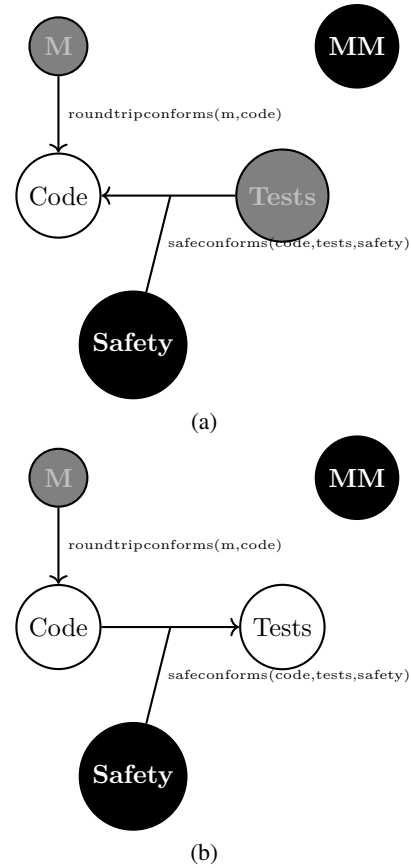 M
MM
roundtripconforms(m,code)
Code
Tests
safeconforms(code,tests,safety)
Safety
(a)
M
MM
roundtripconforms(m,code)
Code
Tests
safeconforms(code,tests,safety)
Safety
(b)